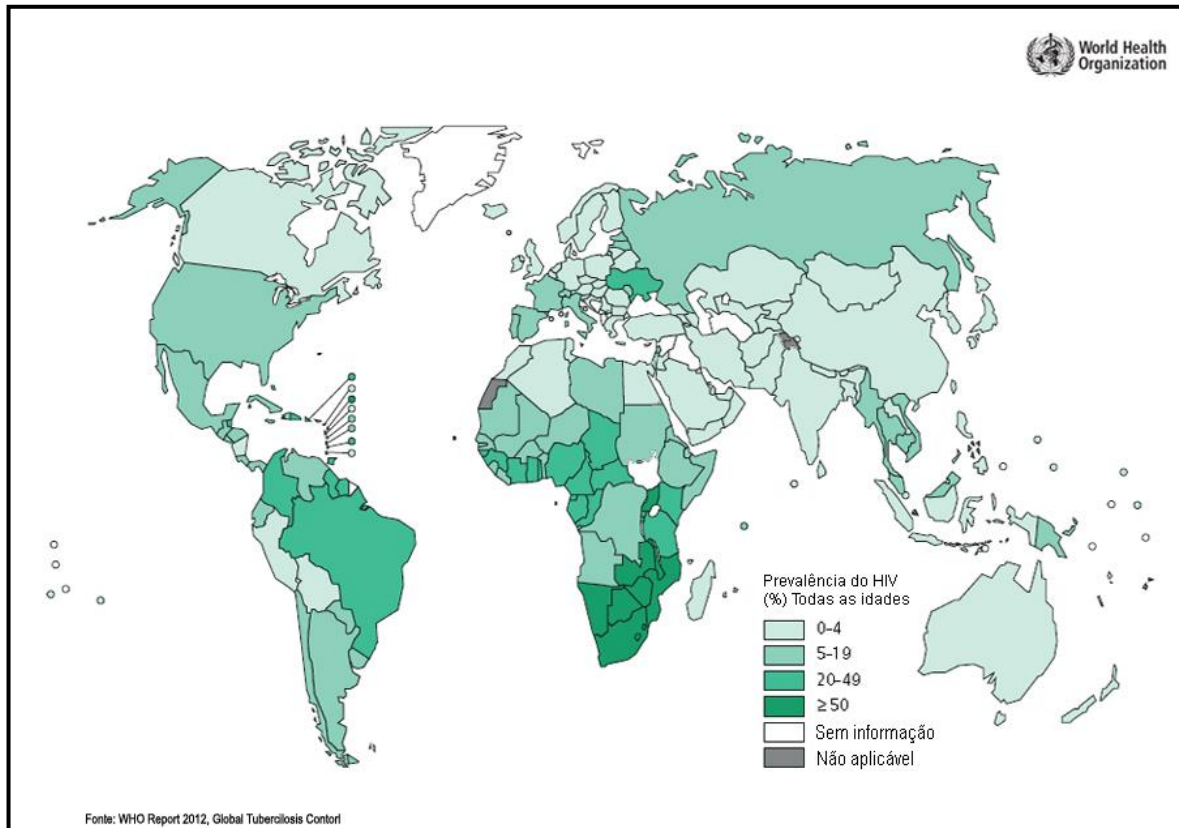 World Health
Organization
Prevalência do HIV
(%) Todas as idades
0–4
5–19
20–49
≥50
Sem informação
Não aplicável
Fonte: WHO Report 2012, Global Tubercilosis Contorl